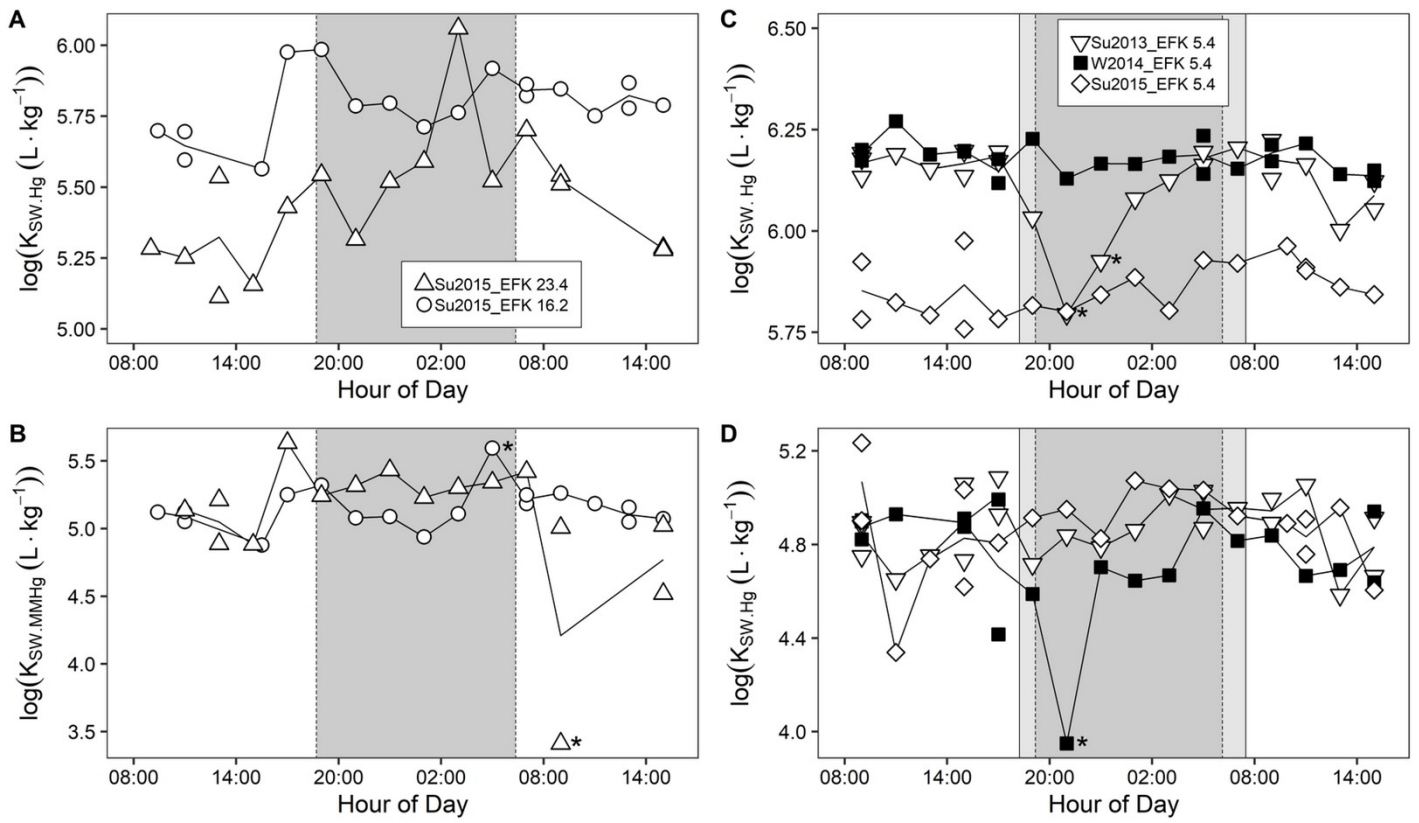 A
log(K_SW.Hg (L · kg⁻¹))
6.00
5.75
5.50
5.25
5.00
Su2015_EFK 23.4
Su2015_EFK 16.2
08:00 14:00 20:00 02:00 08:00 14:00
Hour of Day
C
log(K_SW. Hg (L · kg⁻¹))
6.50
6.25
6.00
5.75
Su2013_EFK 5.4
W2014_EFK 5.4
Su2015_EFK 5.4
*
*
08:00 14:00 20:00 02:00 08:00 14:00
Hour of Day
B
log(K_SW.MMHg (L · kg⁻¹))
5.5
5.0
4.5
4.0
3.5
*
*
08:00 14:00 20:00 02:00 08:00 14:00
Hour of Day
D
log(K_SW.Hg (L · kg⁻¹))
5.2
4.8
4.4
4.0
*
08:00 14:00 20:00 02:00 08:00 14:00
Hour of Day